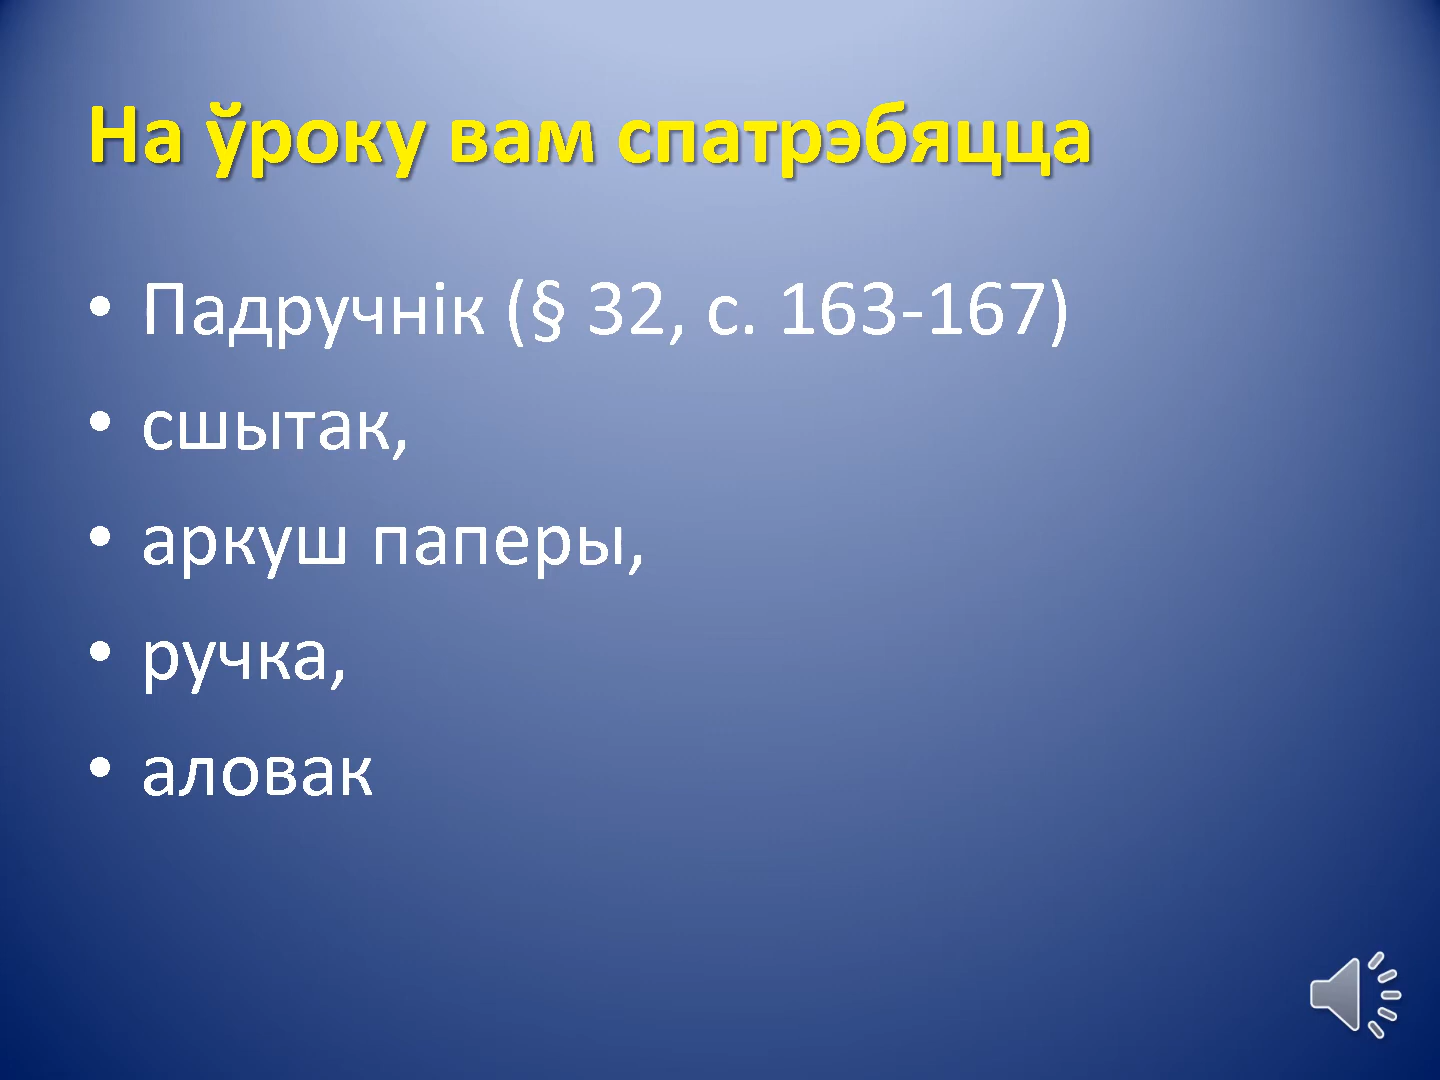 На ўроку вам спатрэбяцца
• Падручнік (§ 32, с. 163-167)
• сшытак,
• аркуш паперы,
• ручка,
• аловак